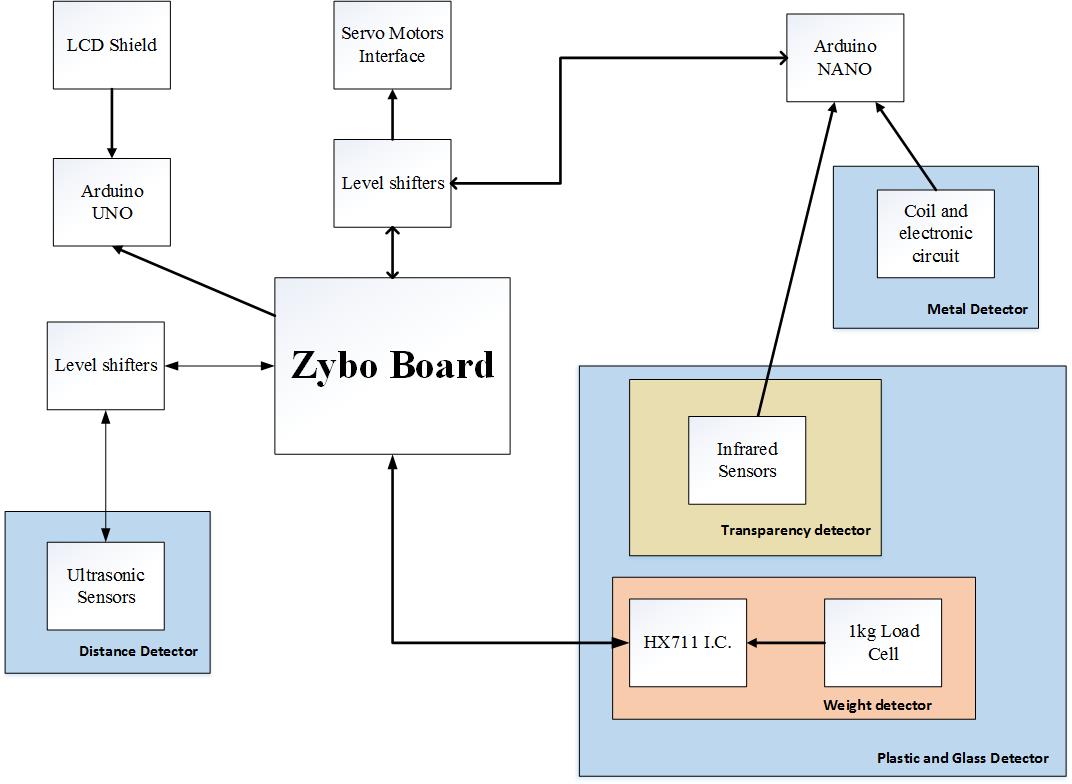 LCD Shield
Servo Motors
Interface
Arduino
NANO
Arduino
UNO
Level shifters
Coil and
electronic
circuit
Metal Detector
Level shifters
Zybo Board
Infrared
Sensors
Transparency detector
Ultrasonic
Sensors
Distance Detector
HX711 I.C.
1kg Load
Cell
Weight detector
Plastic and Glass Detector